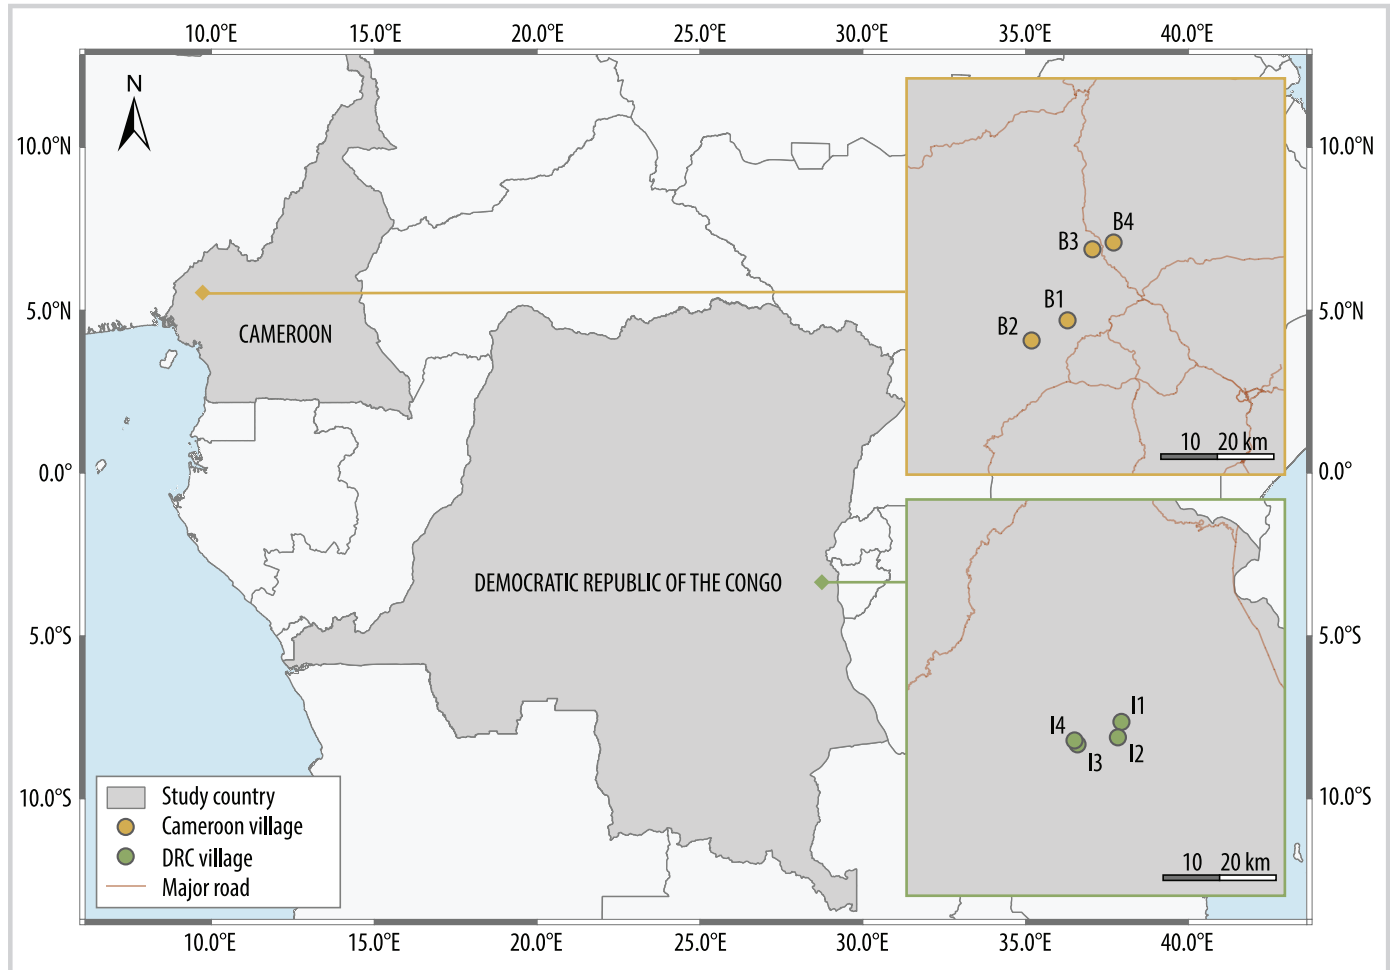 10.0°E 15.0°E 20.0°E 25.0°E 30.0°E 35.0°E 40.0°E
N
10.0°N 10.0°N
B4
B3
B1
B2
5.0°N 5.0°N
CAMEROON
10 20 km
0.0° 0.0°
DEMOCRATIC REPUBLIC OF THE CONGO
5.0°S 5.0°S
I1
I4
I2
I3
10.0°S 10.0°S
Study country
Cameroon village
DRC village
Major road
10 20 km
10.0°E 15.0°E 20.0°E 25.0°E 30.0°E 35.0°E 40.0°E